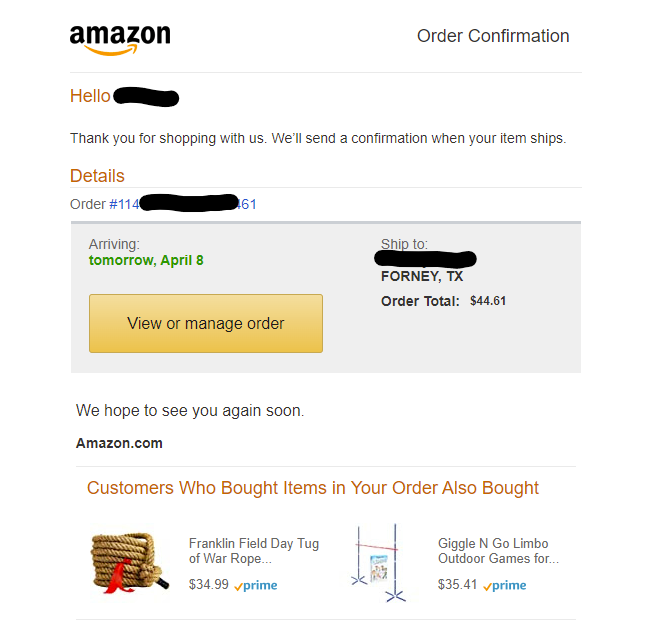 amazon
Order Confirmation
Hello
Thank you for shopping with us. We'll send a confirmation when your item ships.
Details
Order #114 461
Arriving:
tomorrow, April 8
View or manage order
Ship to:
FORNEY, TX
Order Total: $44.61
We hope to see you again soon.
Amazon.com
Customers Who Bought Items in Your Order Also Bought
Franklin Field Day Tug
of War Rope...
$34.99 prime
Giggle N Go Limbo
Outdoor Games for...
$35.41 prime